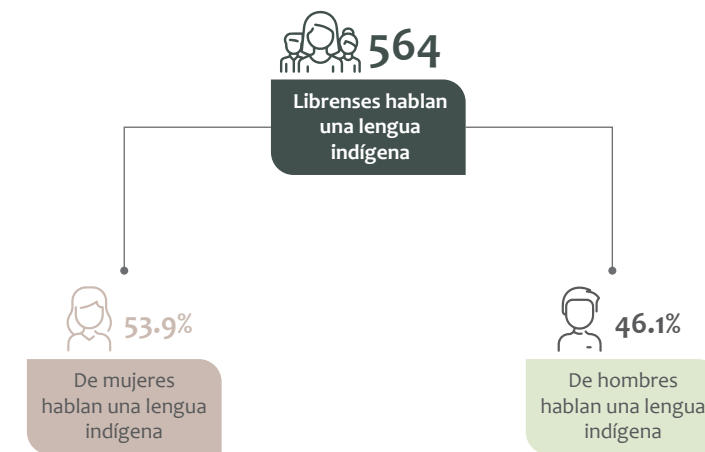 564
Librenses hablan
una lengua
indígena
53.9%
De mujeres
hablan una lengua
indígena
46.1%
De hombres
hablan una lengua
indígena